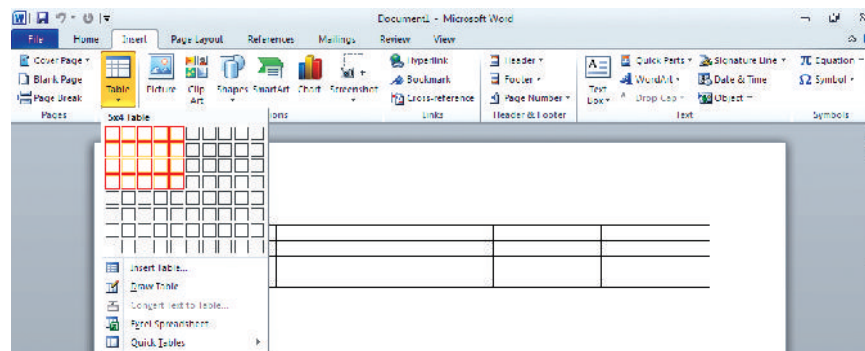 Document1 - Microsoft Word
File Home Insert Page Layout References Mailings Review View
Cover Page Blank Page Page Break
Table Picture Clip Art Shapes SmartArt Chart Screenshot
Hyperlink Bookmark Cross-reference
Header Footer Page Number
Text Box Quick Parts WordArt Drop Cap Signature Line Date & Time Object
Equation Symbol
Pages ions Links Header & Footer Text Symbols
5x4 Table
Insert Table...
Draw Table
Convert Text to Table...
Excel Spreadsheet
Quick Tables